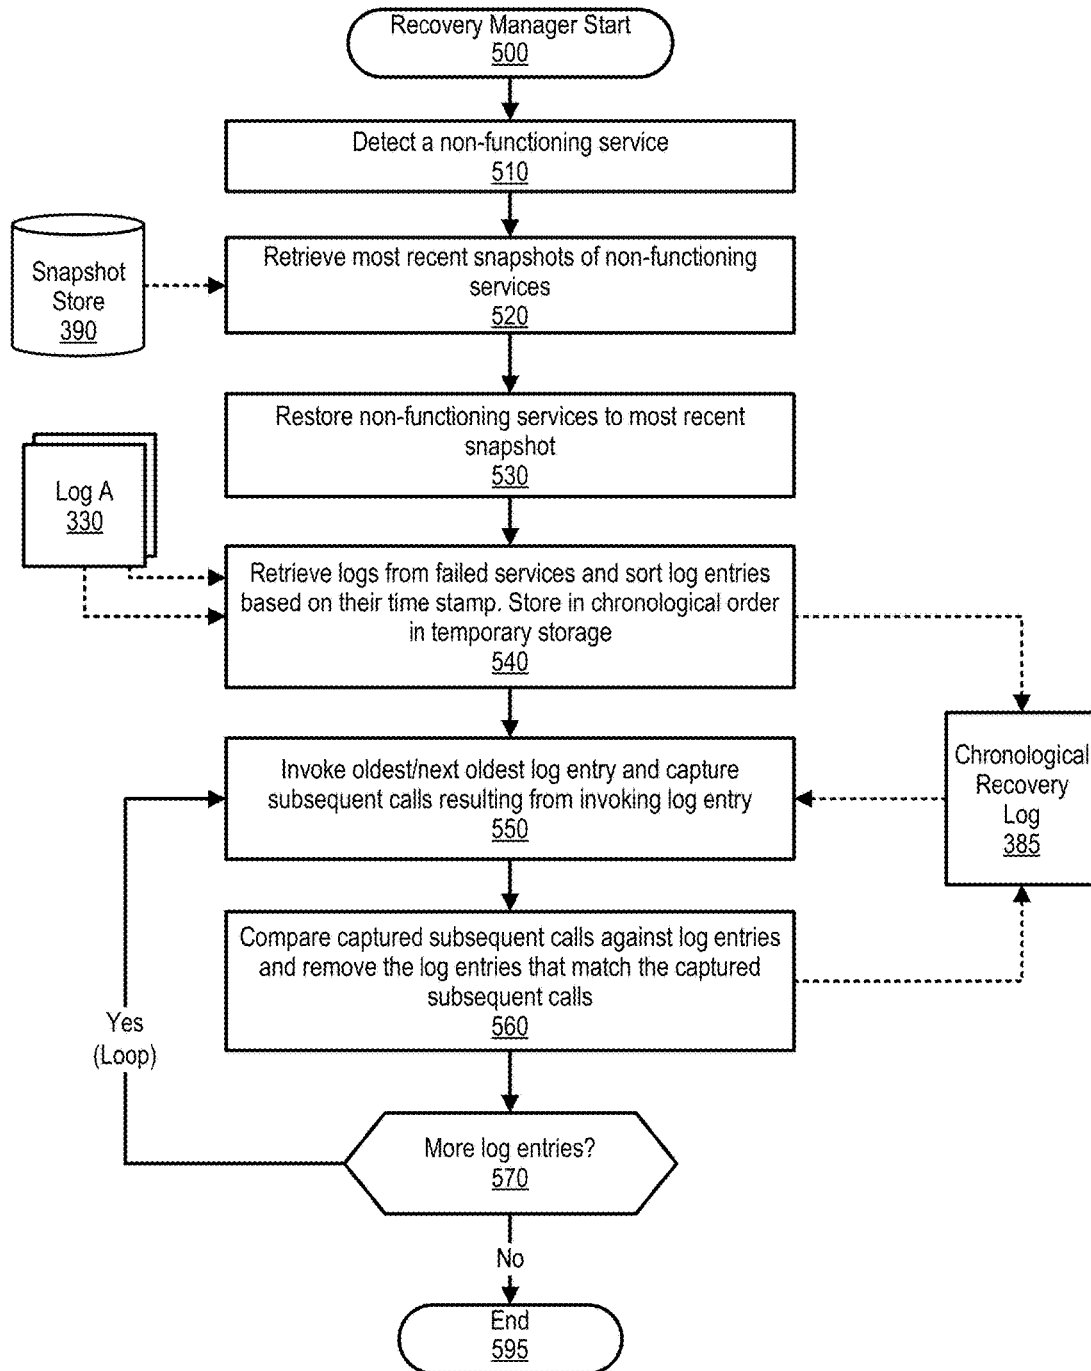 Recovery Manager Start
500
Detect a non-functioning service
510
Snapshot
Store
390
Retrieve most recent snapshots of non-functioning
services
520
Restore non-functioning services to most recent
snapshot
530
Log A
330
Retrieve logs from failed services and sort log entries
based on their time stamp. Store in chronological order
in temporary storage
540
Invoke oldest/next oldest log entry and capture
subsequent calls resulting from invoking log entry
550
Chronological
Recovery
Log
385
Compare captured subsequent calls against log entries
and remove the log entries that match the captured
subsequent calls
560
Yes
(Loop)
More log entries?
570
No
End
595